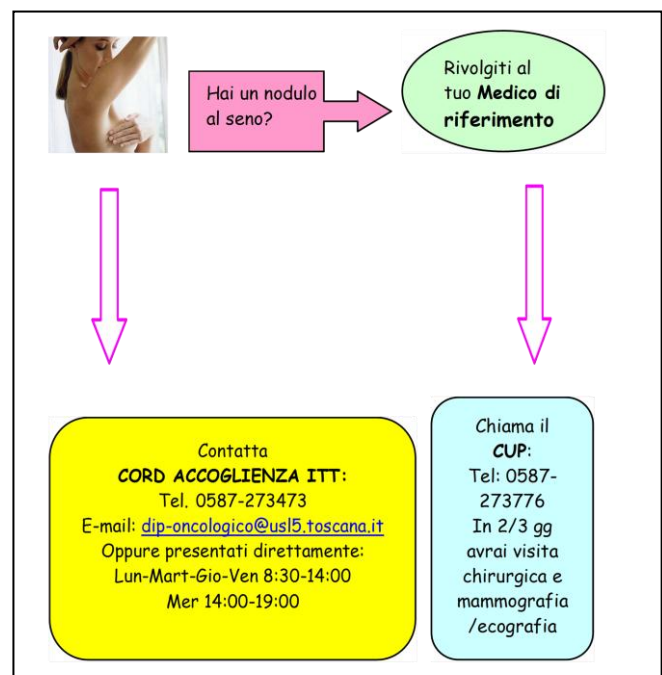 Hai un nodulo
al seno?
Rivolgiti al
tuo Medico di
riferimento
Contatta
CORD ACCOGLIENZA ITT:
Tel. 0587-273473
E-mail: dip-oncologico@usl5.toscana.it
Oppure presentati direttamente:
Lun-Mart-Gio-Ven 8:30-14:00
Mer 14:00-19:00
Chiama il
CUP:
Tel: 0587-
273776
In 2/3 gg
avrai visita
chirurgica e
mammografia
/ecografia